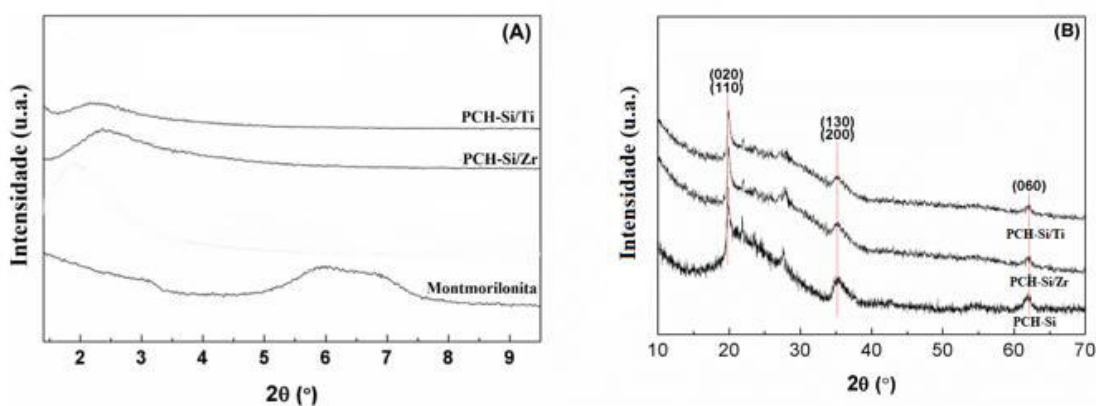 (A)
Intensidade (u.a.)
PCH-Si/Ti
PCH-Si/Zr
Montmorilonita
2 3 4 5 6 7 8 9
2θ (°)
(B)
Intensidade (u.a.)
(020)
(110)
(130)
(200)
(060)
PCH-Si/Ti
PCH-Si/Zr
PCH-Si
10 20 30 40 50 60 70
2θ (°)